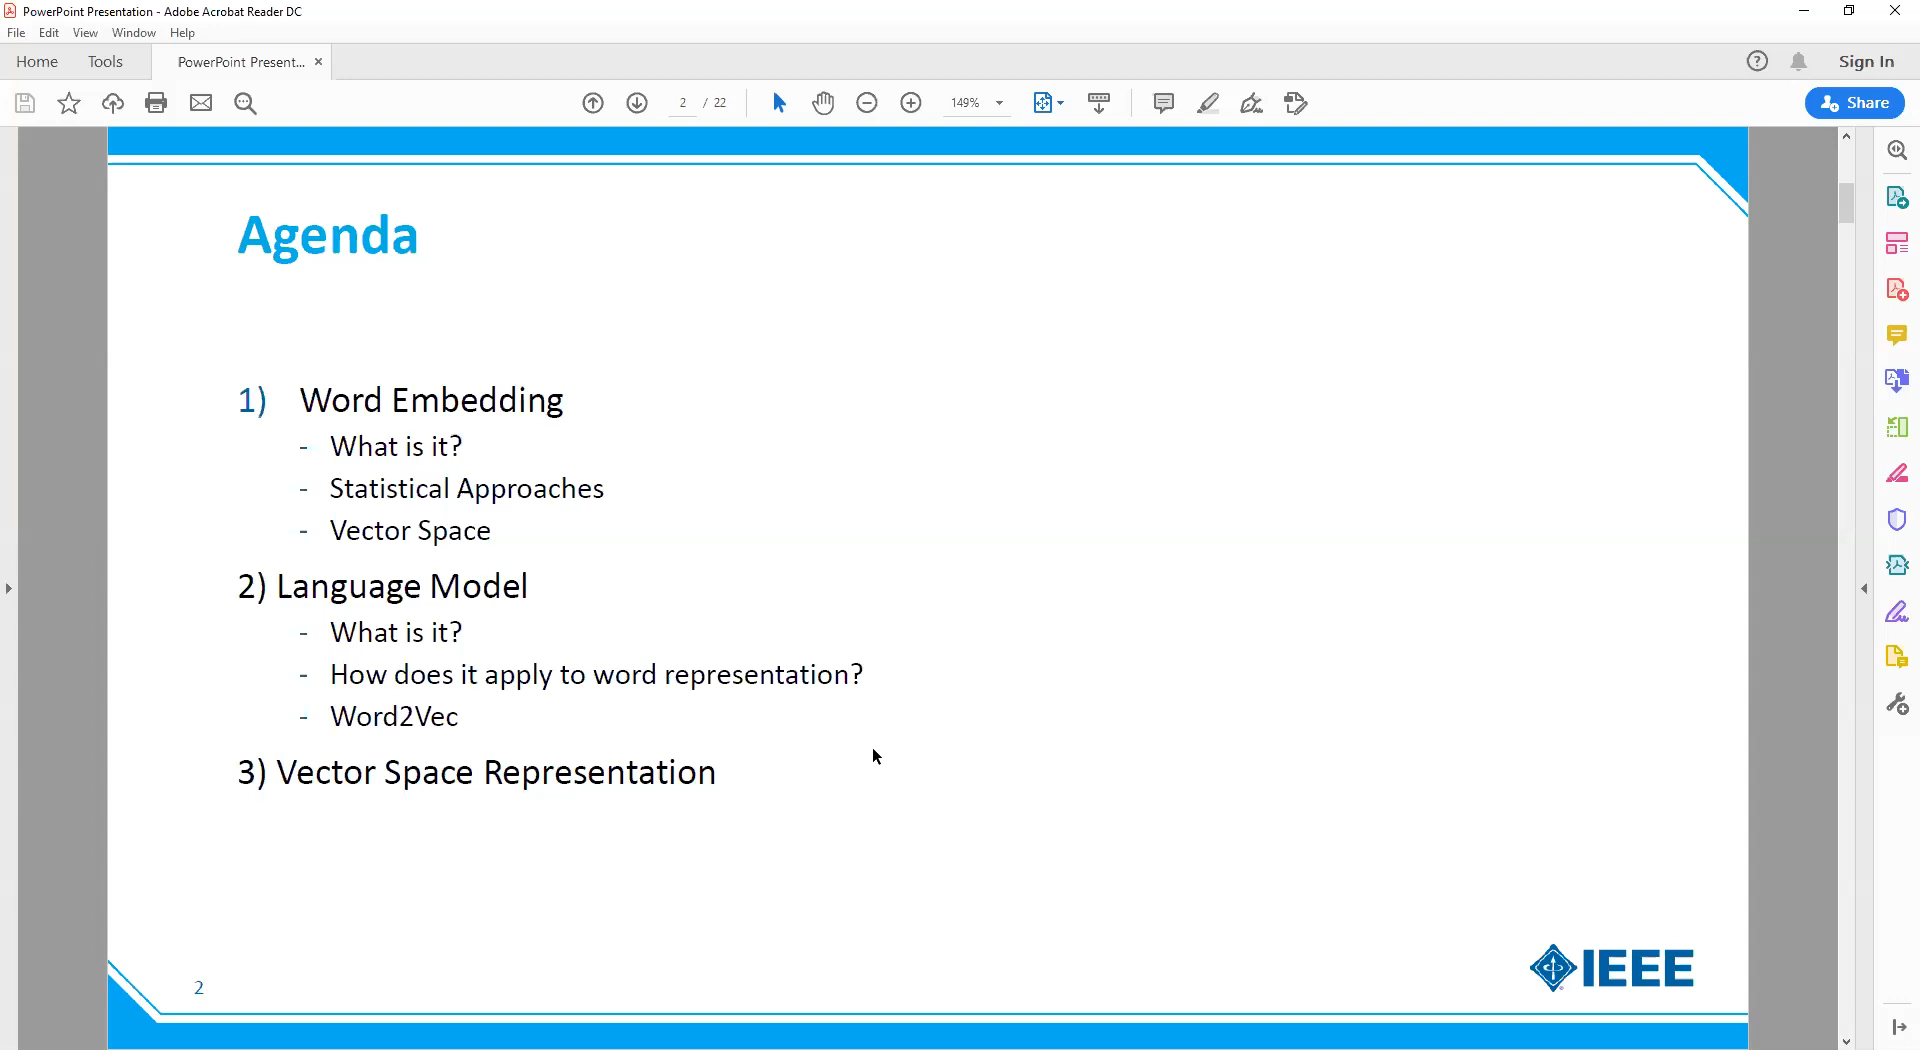 PowerPoint Presentation - Adobe Acrobat Reader DC
File Edit View Window Help
Home Tools PowerPoint Present... ×
Sign In
2 / 22
149%
Share
Agenda
1) Word Embedding
- What is it?
- Statistical Approaches
- Vector Space
2) Language Model
- What is it?
- How does it apply to word representation?
- Word2Vec
3) Vector Space Representation
2
IEEE